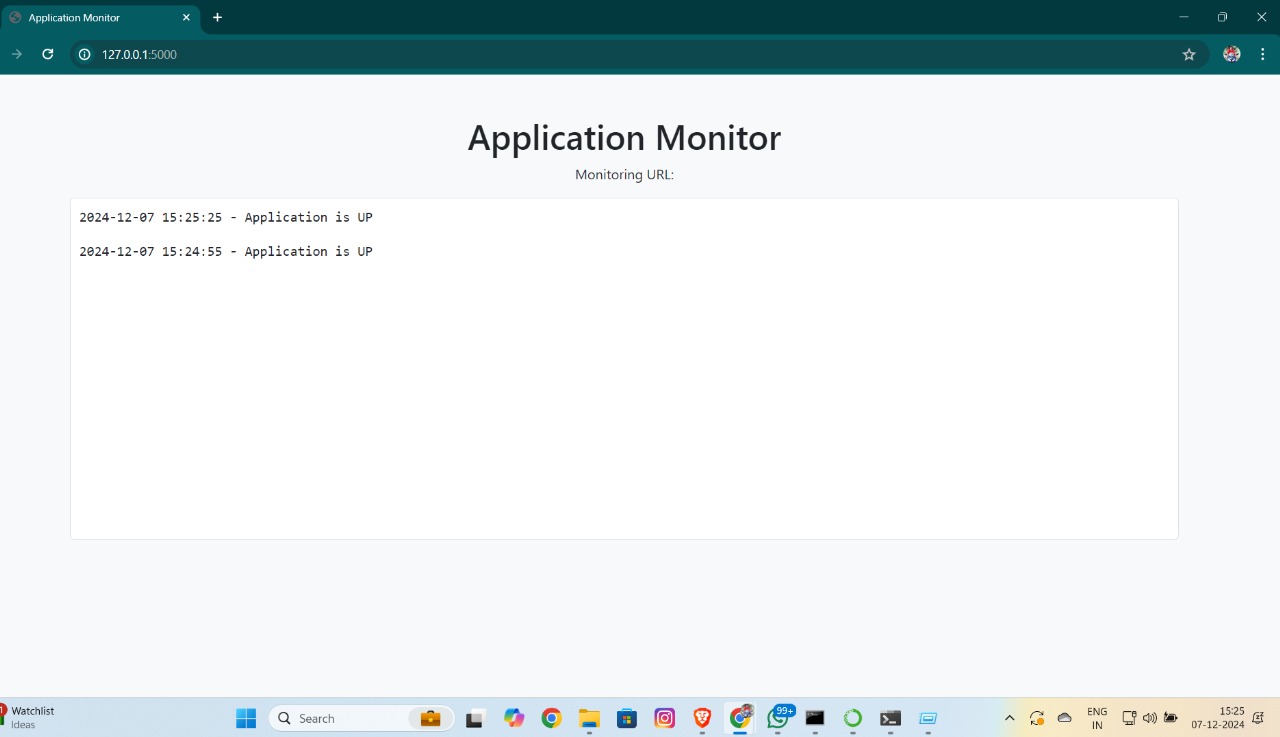 Application Monitor
127.0.0.1:5000
Application Monitor
Monitoring URL:
2024-12-07 15:25:25 - Application is UP
2024-12-07 15:24:55 - Application is UP
1
Watchlist
Ideas
Search
99+
ENG
IN
15:25
07-12-2024